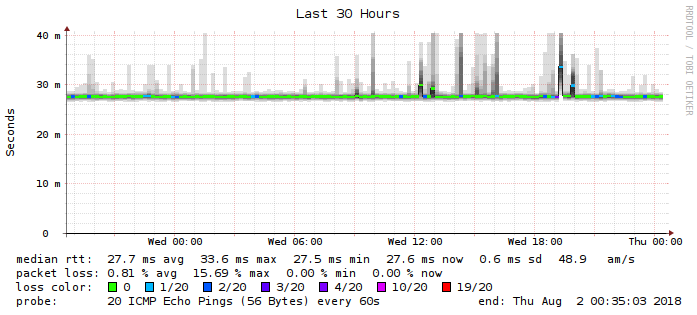 Last 30 Hours
RRDTOOL / TOBI OETIKER
Seconds
40 m
30 m
20 m
10 m
0
Wed 00:00 Wed 06:00 Wed 12:00 Wed 18:00 Thu 00:00
median rtt: 27.7 ms avg 33.6 ms max 27.5 ms min 27.6 ms now 0.6 ms sd 48.9 am/s
packet loss: 0.81 % avg 15.69 % max 0.00 % min 0.00 % now
loss color: 0 1/20 2/20 3/20 4/20 10/20 19/20
probe: 20 ICMP Echo Pings (56 Bytes) every 60s end: Thu Aug 2 00:35:03 2018